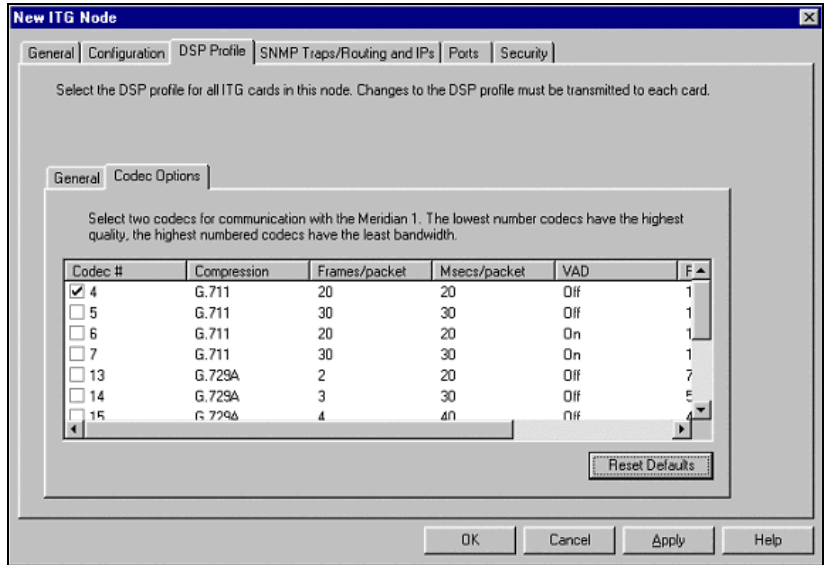 New ITG Node
General Configuration DSP Profile SNMP Traps/Routing and IPs Ports Security
Select the DSP profile for all ITG cards in this node. Changes to the DSP profile must be transmitted to each card.
General Codec Options
Select two codecs for communication with the Meridian 1. The lowest number codecs have the highest
quality, the highest numbered codecs have the least bandwidth.
Codec # Compression Frames/packet Msecs/packet VAD
4 G.711 20 20 Off
5 G.711 30 30 Off
6 G.711 20 20 On
7 G.711 30 30 On
13 G.729A 2 20 Off
14 G.729A 3 30 Off
15 G.729A 4 40 Off
Reset Defaults
OK Cancel Apply Help